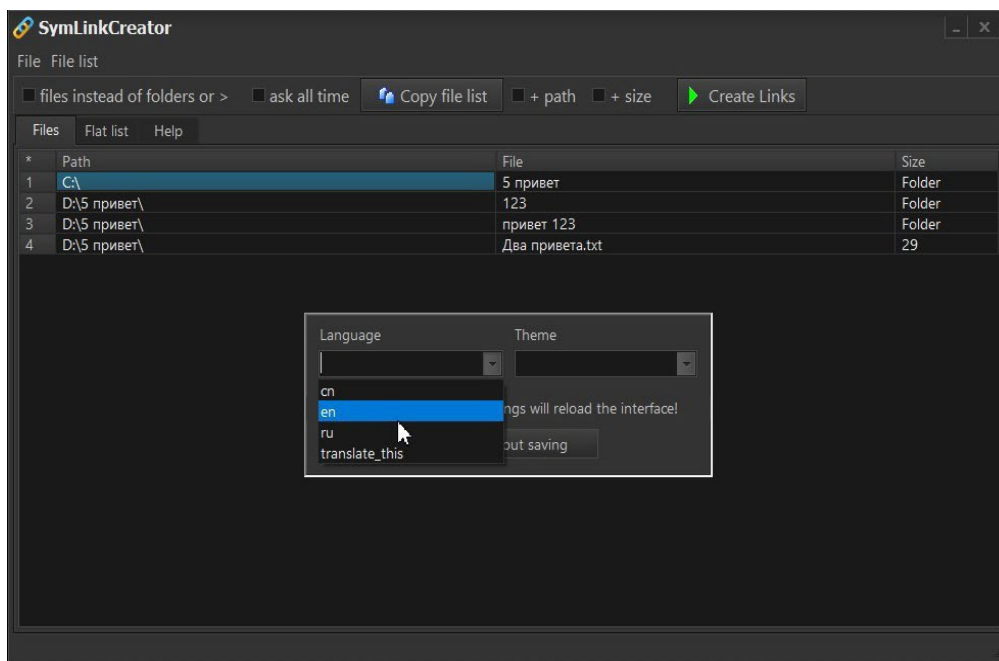 SymLinkCreator
File File list
files instead of folders or > ask all time Copy file list + path + size Create Links
Files Flat list Help
* Path File Size
1 C:\ 5 привет Folder
2 D:\5 привет\ 123 Folder
3 D:\5 привет\ привет 123 Folder
4 D:\5 привет\ Два привета.txt 29
Language Theme
cn
en will reload the interface!
ru
translate_this saving